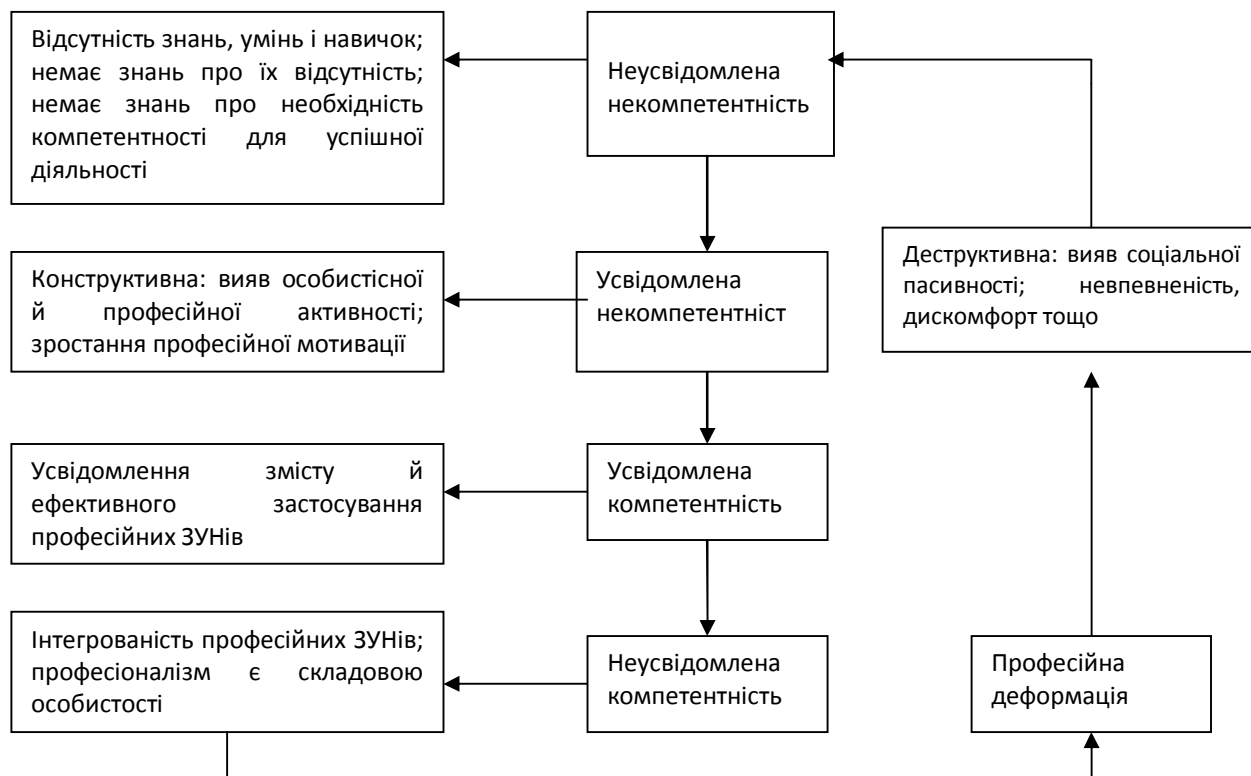 Відсутність знань, умінь і навичок;
немає знань про їх відсутність;
немає знань про необхідність
компетентності для успішної
діяльності
Неусвідомлена
некомпетентність
Конструктивна: вияв особистісної
й професійної активності;
зростання професійної мотивації
Усвідомлена
некомпетентніст
Деструктивна: вияв соціальної
пасивності; невпевненість,
дискомфорт тощо
Усвідомлення змісту й
ефективного застосування
професійних ЗУНів
Усвідомлена
компетентність
Інтегрованість професійних ЗУНів;
професіоналізм є складовою
особистості
Неусвідомлена
компетентність
Професійна
деформація